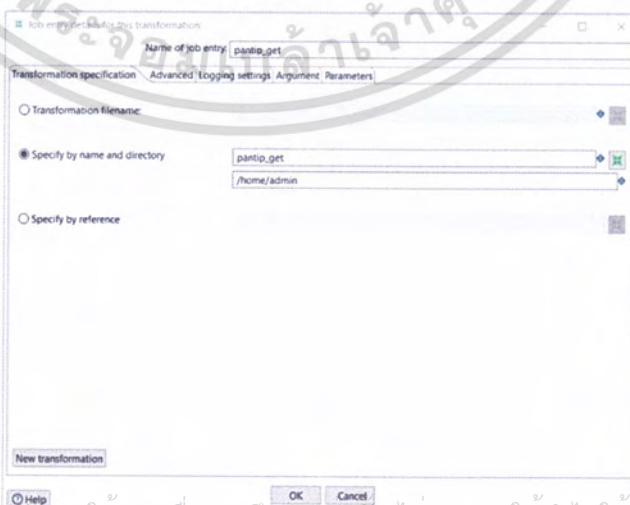 Job entry details for this transformation:
Name of job entry: pantip_get
Transformation specification Advanced Logging settings Argument Parameters
Transformation filename:
Specify by name and directory pantip_get
/home/admin
Specify by reference
New transformation
Help OK Cancel